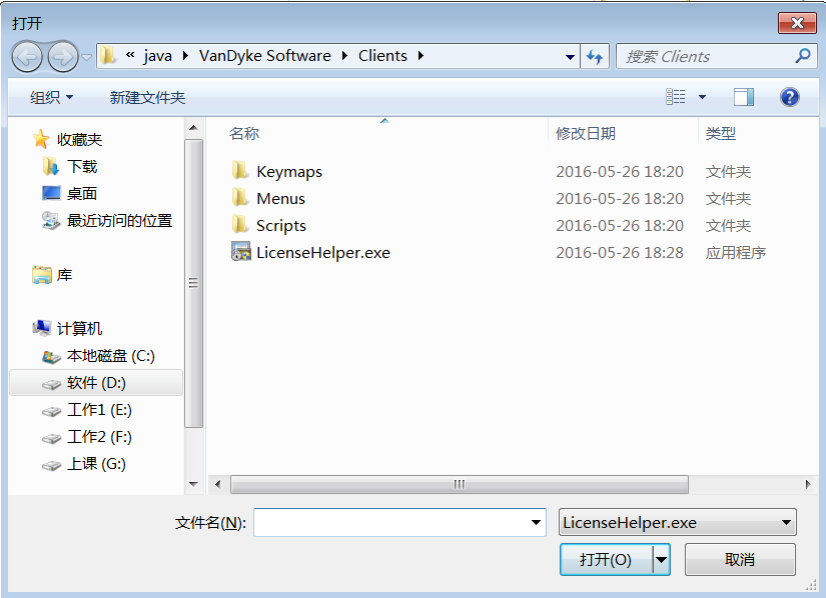 打开
« java ▸ VanDyke Software ▸ Clients ▸
搜索 Clients
组织 新建文件夹
收藏夹
下载
桌面
最近访问的位置
库
计算机
本地磁盘 (C:)
软件 (D:)
工作1 (E:)
工作2 (F:)
上课 (G:)
名称 修改日期 类型
Keymaps 2016-05-26 18:20 文件夹
Menus 2016-05-26 18:20 文件夹
Scripts 2016-05-26 18:20 文件夹
LicenseHelper.exe 2016-05-26 18:28 应用程序
文件名(N): LicenseHelper.exe
打开(O) 取消